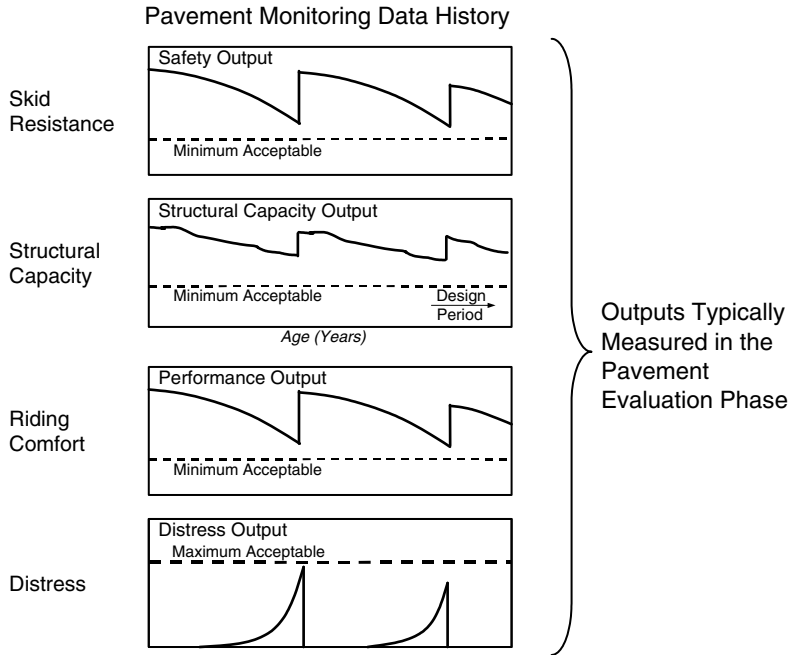 Pavement Monitoring Data History
Skid
Resistance
Safety Output
Minimum Acceptable
Structural
Capacity
Structural Capacity Output
Minimum Acceptable
Design
Period
Age (Years)
Riding
Comfort
Performance Output
Minimum Acceptable
Distress
Distress Output
Maximum Acceptable
Outputs Typically
Measured in the
Pavement
Evaluation Phase